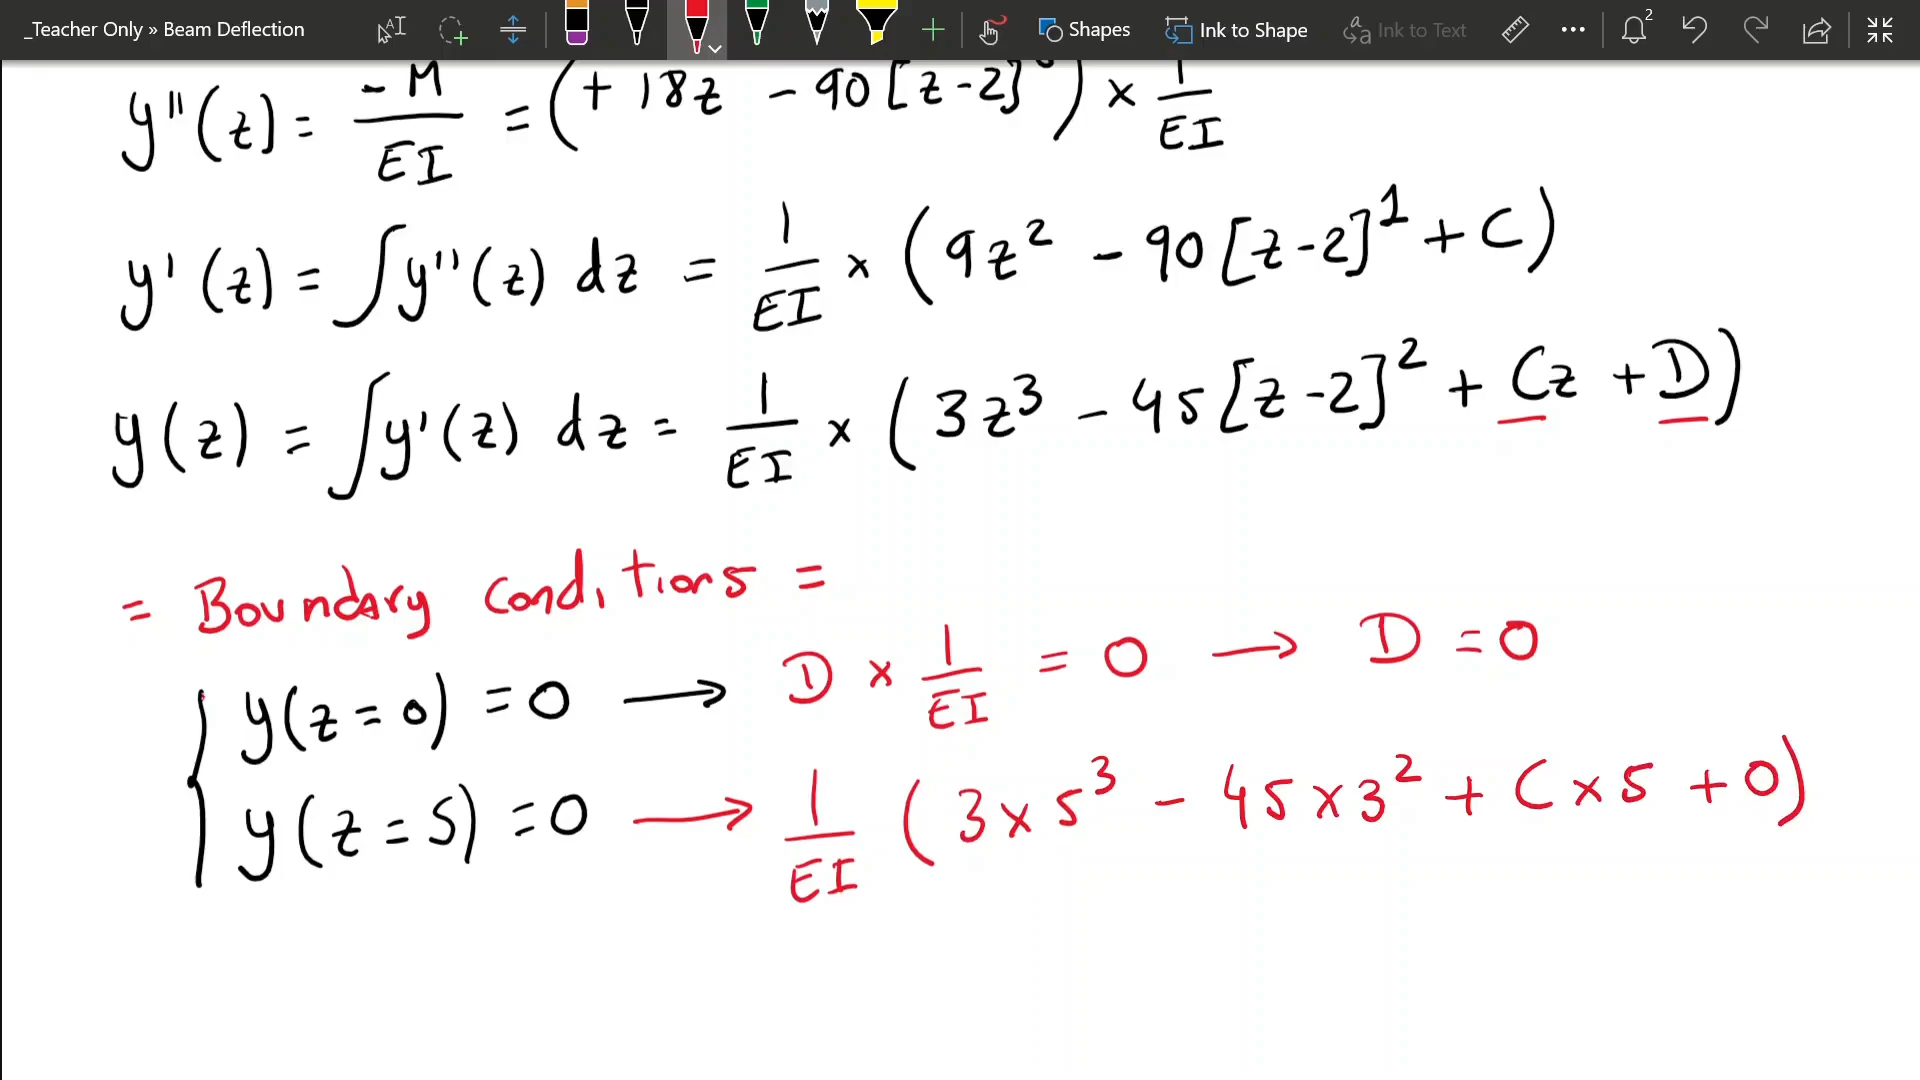 _Teacher Only » Beam Deflection Shapes Ink to Shape Ink to Text 2
y''(z) = -M/EI = (+ 18z - 90[z-2]⁰) × 1/EI
y'(z) = ∫y''(z) dz = 1/EI × (9z² - 90[z-2]¹ + C)
y(z) = ∫y'(z) dz = 1/EI × (3z³ - 45[z-2]² + Cz + D)
= Boundary Conditions =
y(z=0) = 0 → D × 1/EI = 0 → D = 0
y(z=5) = 0 → 1/EI (3×5³ - 45×3² + C×5 + 0)